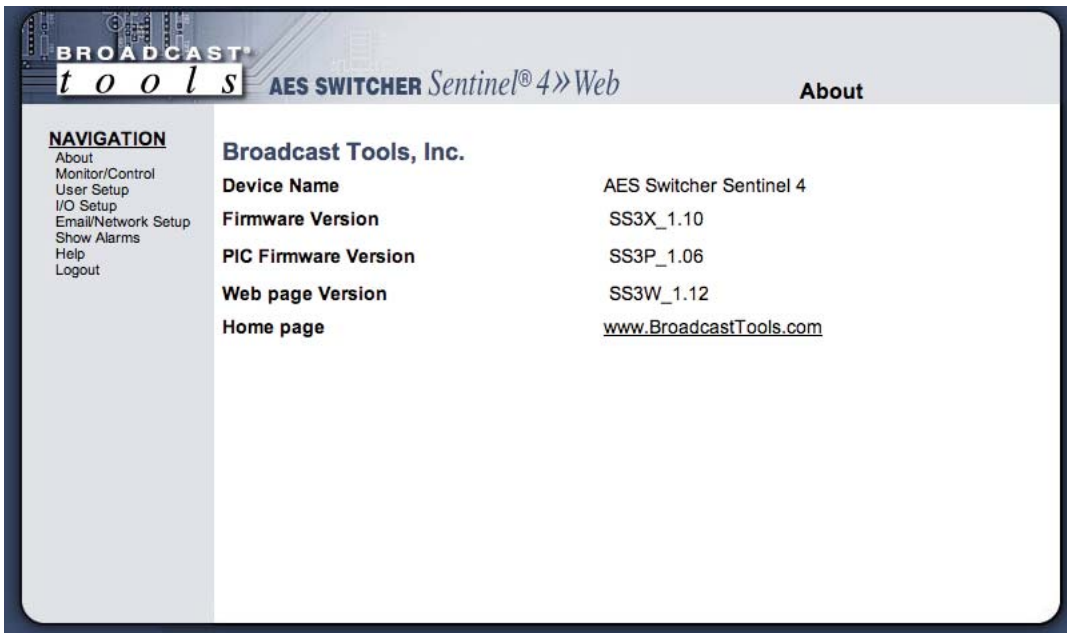 BROADCAST®
tools
AES SWITCHER Sentinel® 4»Web
About
NAVIGATION
About
Monitor/Control
User Setup
I/O Setup
Email/Network Setup
Show Alarms
Help
Logout
Broadcast Tools, Inc.
Device Name AES Switcher Sentinel 4
Firmware Version SS3X_1.10
PIC Firmware Version SS3P_1.06
Web page Version SS3W_1.12
Home page www.BroadcastTools.com